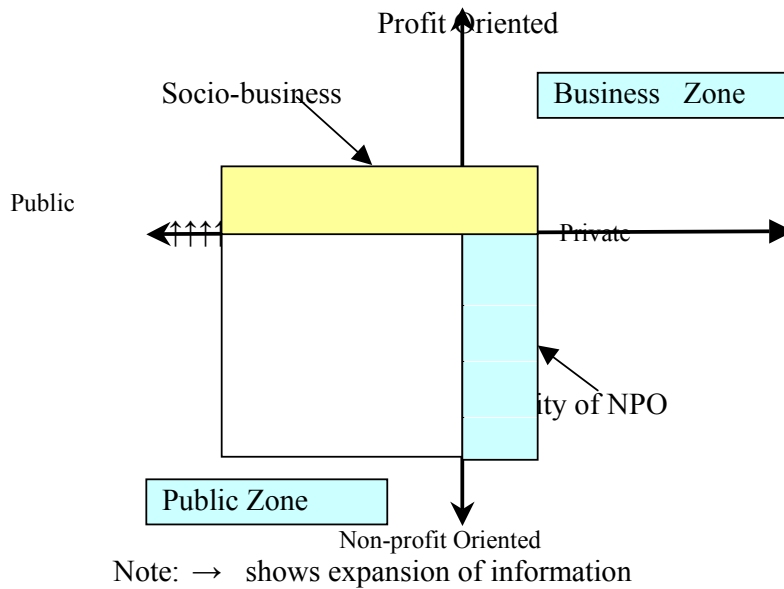 Profit Oriented
Socio-business
Business Zone
Public
↑↑↑↑
Private
ity of NPO
Public Zone
Non-profit Oriented
Note: → shows expansion of information